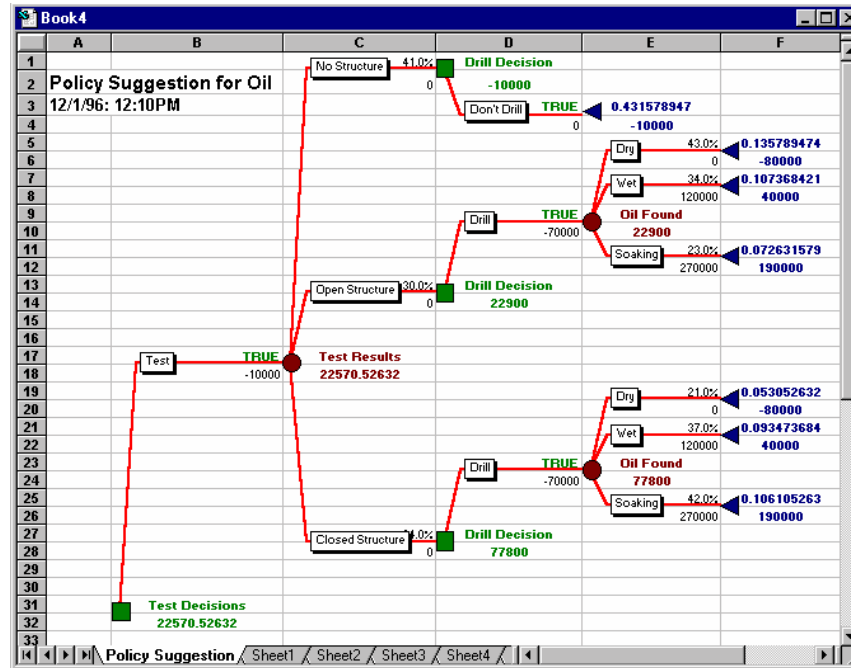 Book4
A B C D E F
1 No Structure 41.0% Drill Decision
2 Policy Suggestion for Oil 0 -10000
3 12/1/96: 12:10PM Don't Drill TRUE 0.431578947
4 0 -10000
5 Dry 43.0% 0.135789474
6 0 -80000
7 Wet 34.0% 0.107368421
8 120000 40000
9 Drill TRUE Oil Found
10 -70000 22900
11 Soaking 23.0% 0.072631579
12 270000 190000
13 Open Structure 30.0% Drill Decision
14 0 22900
15
16
17 Test TRUE Test Results
18 -10000 22570.52632
19 Dry 21.0% 0.053052632
20 0 -80000
21 Wet 37.0% 0.093473684
22 120000 40000
23 Drill TRUE Oil Found
24 -70000 77800
25 Soaking 42.0% 0.106105263
26 270000 190000
27 Closed Structure Drill Decision
28 0 77800
29
30
31 Test Decisions
32 22570.52632
33
Policy Suggestion Sheet1 Sheet2 Sheet3 Sheet4